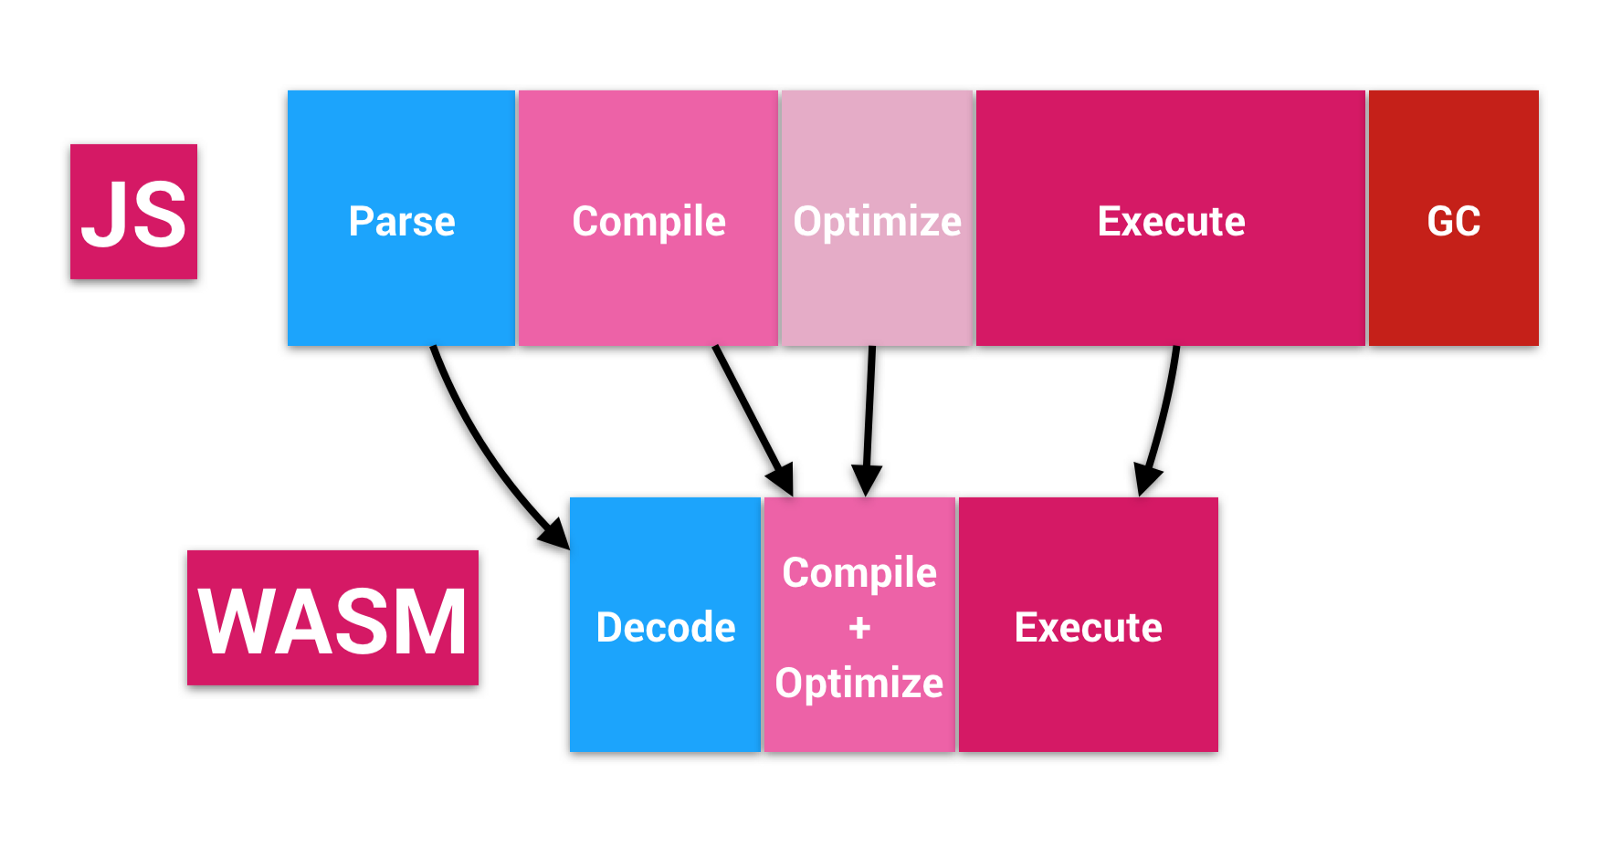 JS
Parse
Compile
Optimize
Execute
GC
WASM
Decode
Compile
+
Optimize
Execute